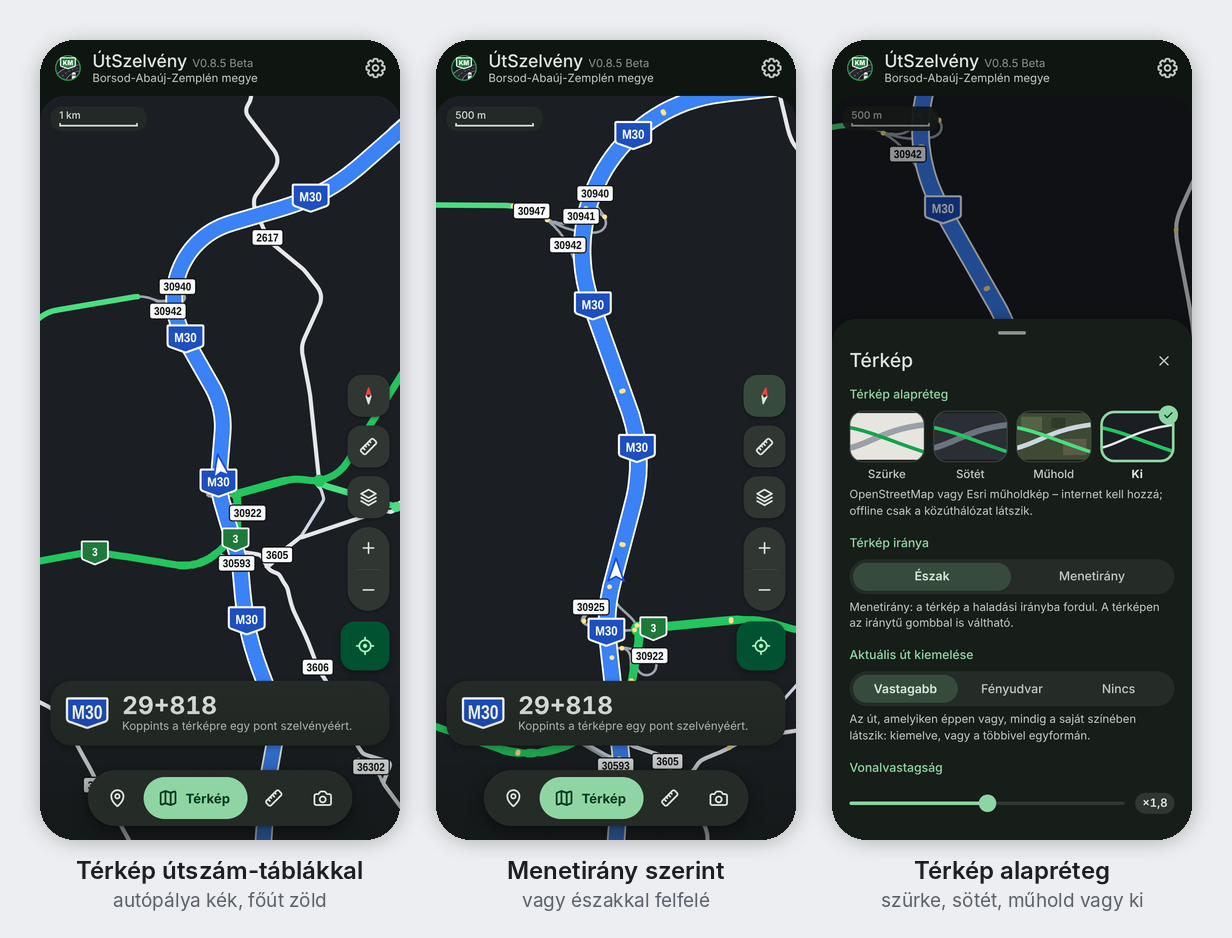 ÚtSzelvény V0.8.5 Beta
Borsod-Abaúj-Zemplén megye
1 km
M30
2617
30940
30942
M30
M30
30922
3
3
3605
30593
M30
3606
M30
29+818
Koppints a térképre egy pont szelvényéért.
36302
Térkép
Térkép útszám-táblákkal
autópálya kék, főút zöld
ÚtSzelvény V0.8.5 Beta
Borsod-Abaúj-Zemplén megye
500 m
M30
30940
30947
30941
30942
M30
M30
30925
M30
3
30922
M30
29+818
Koppints a térképre egy pont szelvényéért.
30593
3605
Térkép
Menetirány szerint
vagy északkal felfelé
ÚtSzelvény V0.8.5 Beta
Borsod-Abaúj-Zemplén megye
500 m
30942
M30
Térkép
Térkép alapréteg
Szürke
Sötét
Műhold
Ki
OpenStreetMap vagy Esri műholdkép – internet kell hozzá;
offline csak a közúthálózat látszik.
Térkép iránya
Észak
Menetirány
Menetirány: a térkép a haladási irányba fordul. A térképen
az iránytű gombbal is váltható.
Aktuális út kiemelése
Vastagabb
Fényudvar
Nincs
Az út, amelyiken éppen vagy, mindig a saját színében
látszik: kiemelve, vagy a többivel egyformán.
Vonalvastagság
×1,8
Térkép alapréteg
szürke, sötét, műhold vagy ki